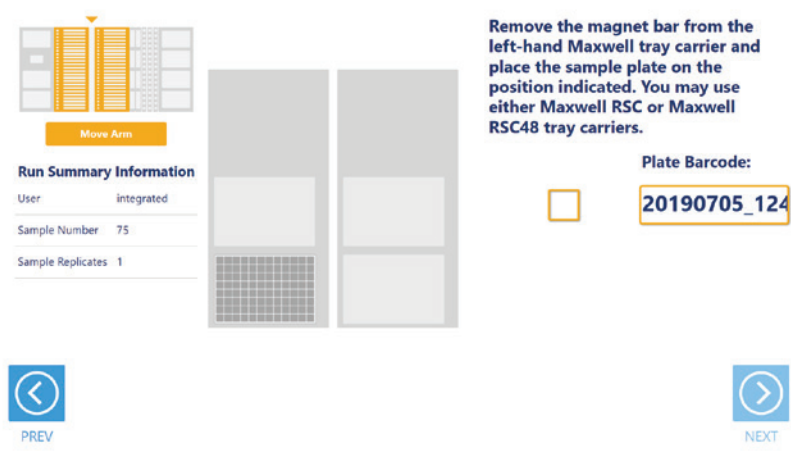 Move Arm
Run Summary Information
User integrated
Sample Number 75
Sample Replicates 1
Remove the magnet bar from the
left-hand Maxwell tray carrier and
place the sample plate on the
position indicated. You may use
either Maxwell RSC or Maxwell
RSC48 tray carriers.
Plate Barcode:
20190705_124
PREV
NEXT